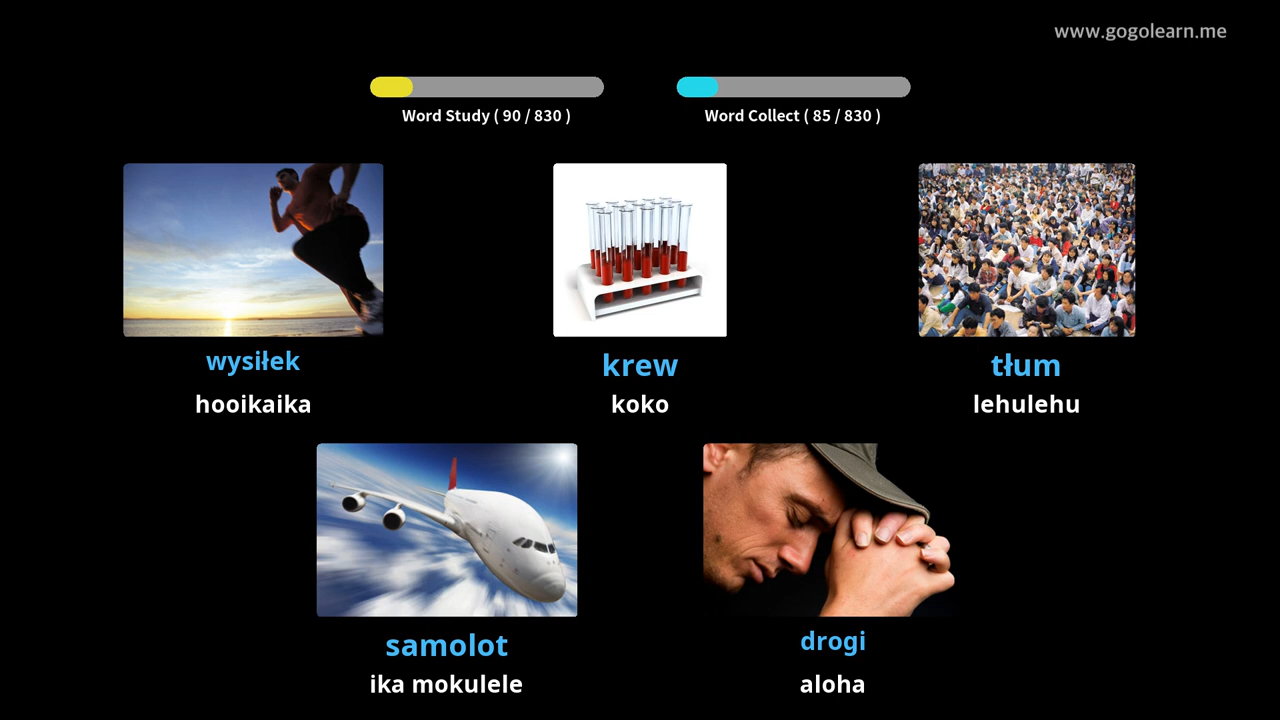 www.gogolearn.me
Word Study ( 90 / 830 )
Word Collect ( 85 / 830 )
wysiłek
hooikaika
krew
koko
tłum
lehulehu
samolot
ika mokulele
drogi
aloha